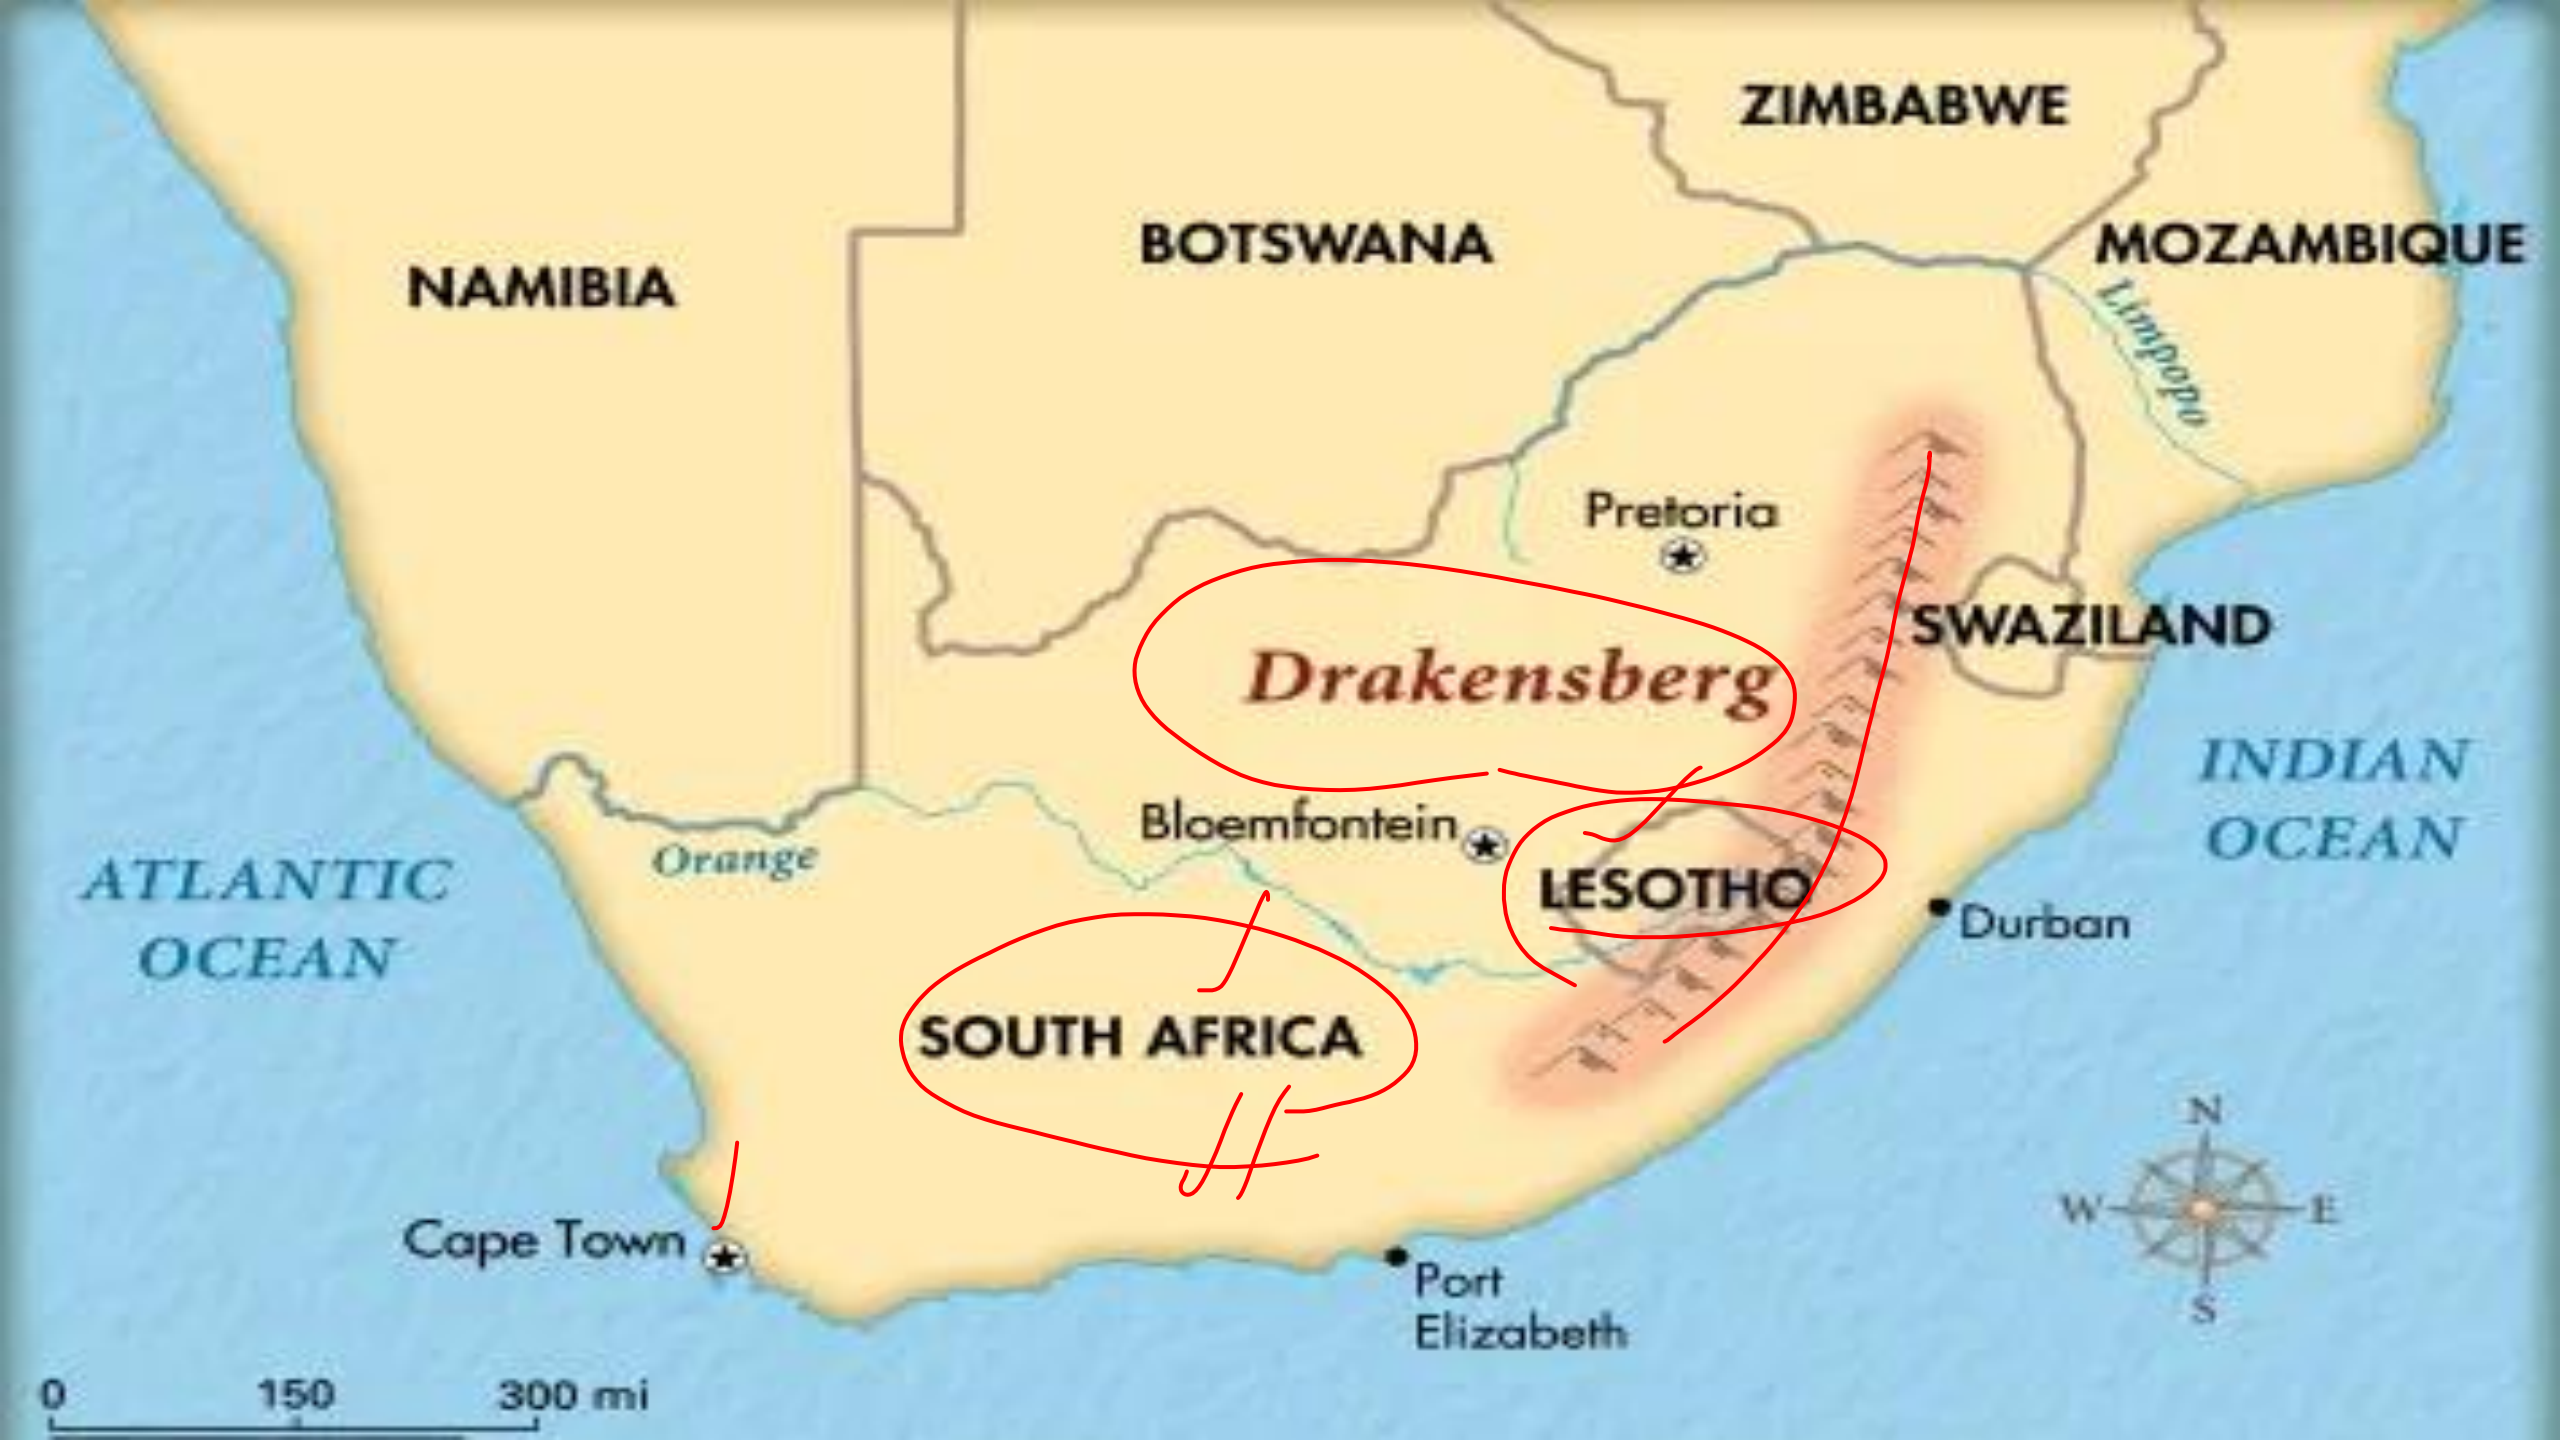 ZIMBABWE
BOTSWANA
MOZAMBIQUE
NAMIBIA
Limpopo
Pretoria
SWAZILAND
Drakensberg
INDIAN
OCEAN
Bloemfontein
Orange
ATLANTIC
OCEAN
LESOTHO
Durban
SOUTH AFRICA
N
W
E
S
Cape Town
Port
Elizabeth
0 150 300 mi